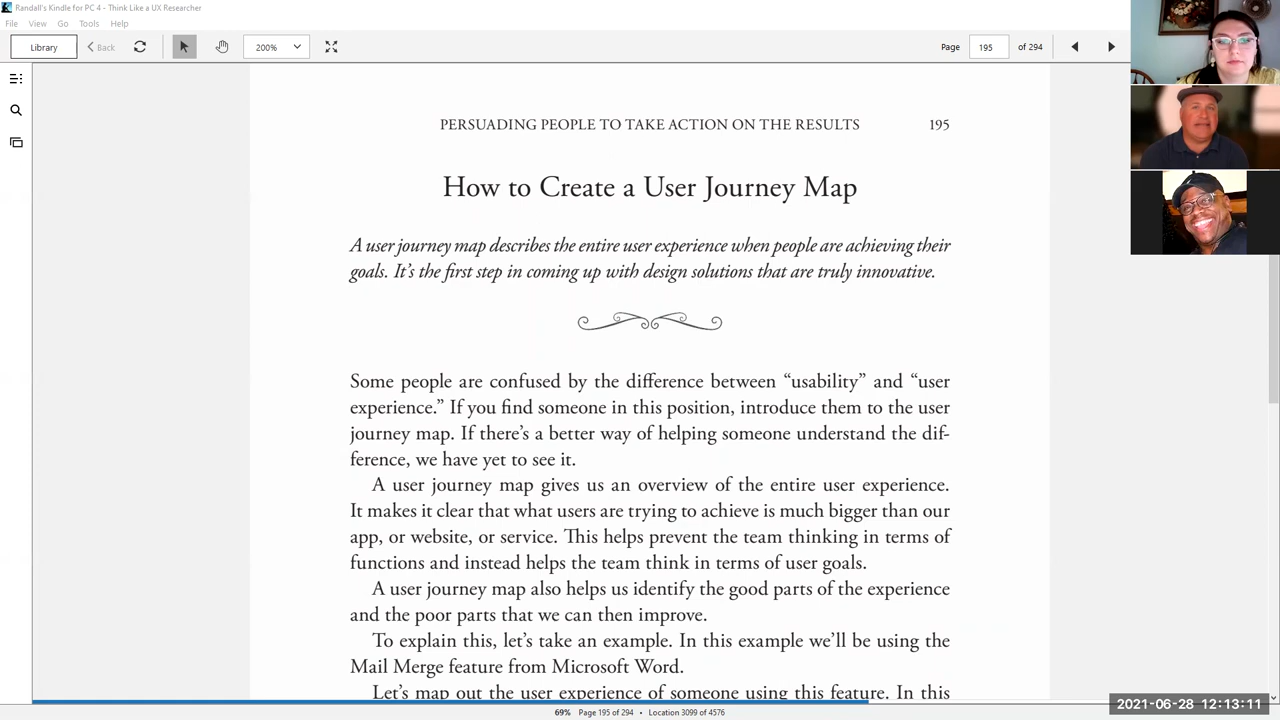 Randall's Kindle for PC 4 - Think Like a UX Researcher
File View Go Tools Help
Library Back 200% Page 195 of 294
PERSUADING PEOPLE TO TAKE ACTION ON THE RESULTS 195
How to Create a User Journey Map
A user journey map describes the entire user experience when people are achieving their
goals. It's the first step in coming up with design solutions that are truly innovative.
Some people are confused by the difference between “usability” and “user
experience.” If you find someone in this position, introduce them to the user
journey map. If there's a better way of helping someone understand the dif-
ference, we have yet to see it.
A user journey map gives us an overview of the entire user experience.
It makes it clear that what users are trying to achieve is much bigger than our
app, or website, or service. This helps prevent the team thinking in terms of
functions and instead helps the team think in terms of user goals.
A user journey map also helps us identify the good parts of the experience
and the poor parts that we can then improve.
To explain this, let's take an example. In this example we'll be using the
Mail Merge feature from Microsoft Word.
Let's map out the user experience of someone using this feature. In this
69% Page 195 of 294 • Location 3099 of 4576
2021-06-28 12:13:11